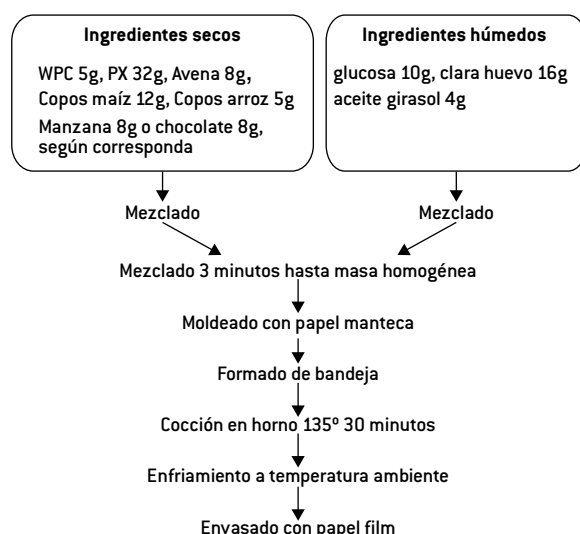 Ingredientes secos
WPC 5g, PX 32g, Avena 8g,
Copos maíz 12g, Copos arroz 5g
Manzana 8g o chocolate 8g,
según corresponda
Ingredientes húmedos
glucosa 10g, clara huevo 16g
aceite girasol 4g
Mezclado
Mezclado
Mezclado 3 minutos hasta masa homogénea
Moldeado con papel manteca
Formado de bandeja
Cocción en horno 135º 30 minutos
Enfriamiento a temperatura ambiente
Envasado con papel film